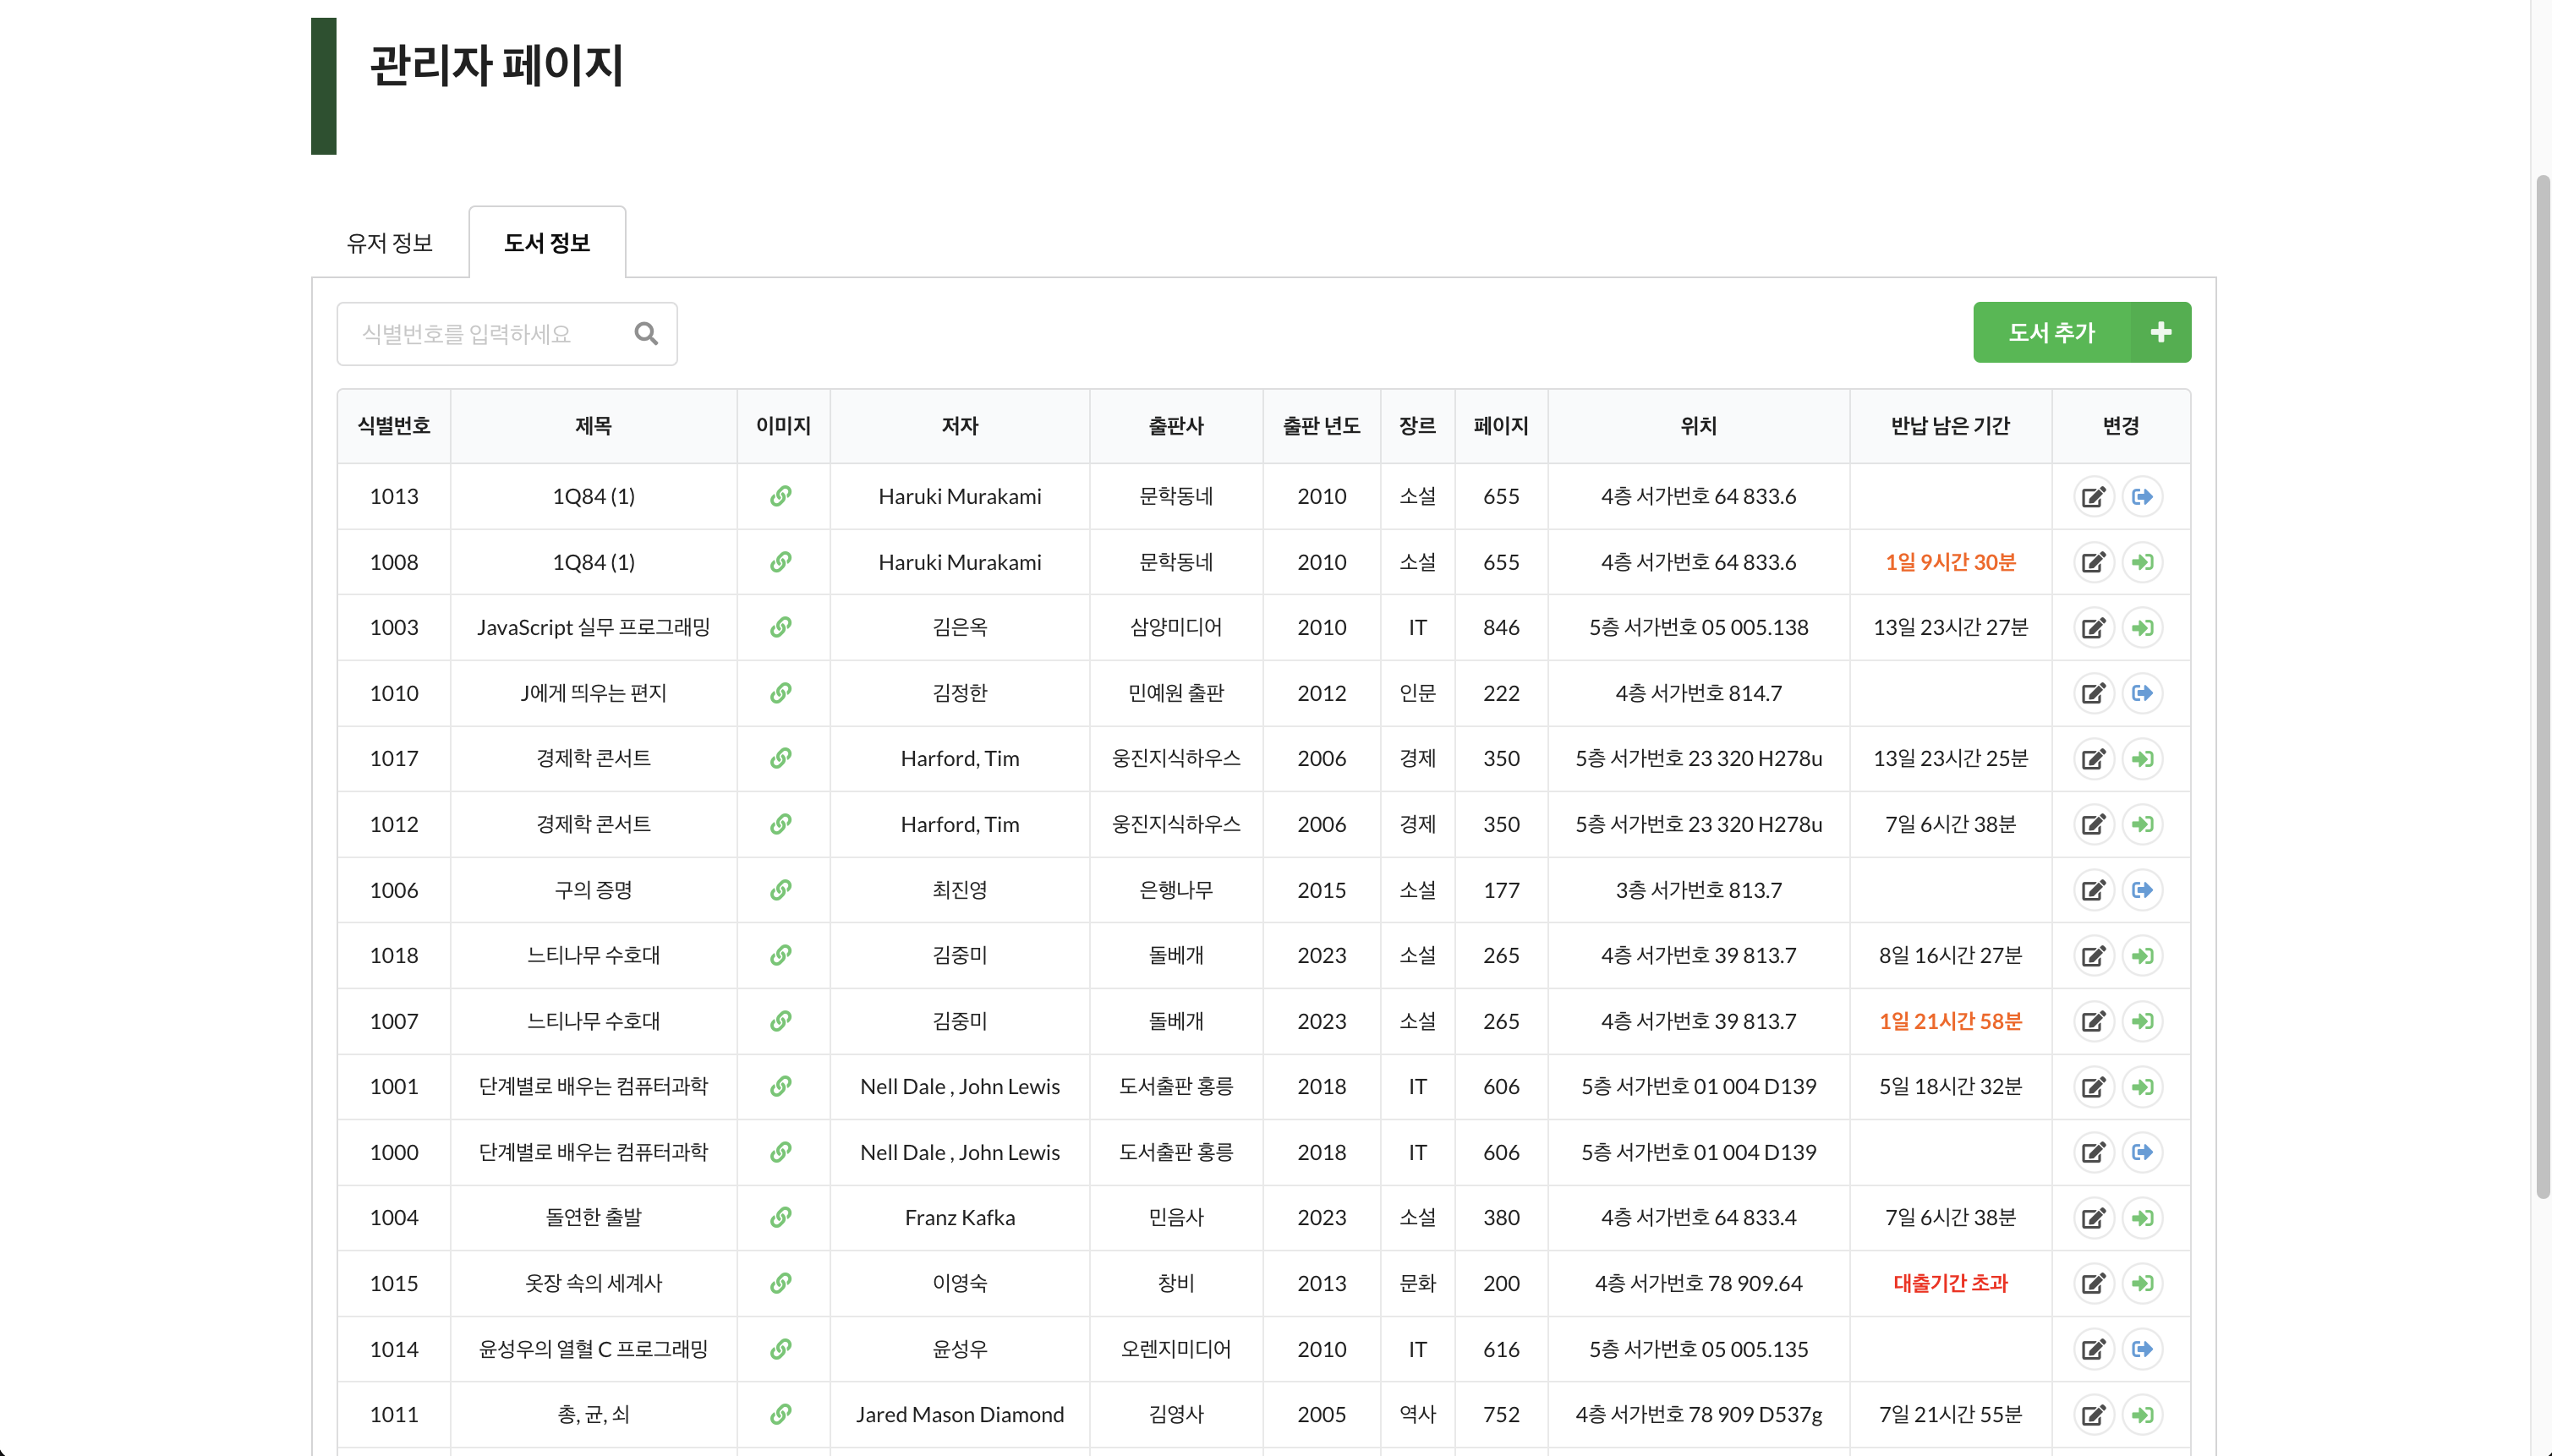 관리자 페이지
유저 정보 도서 정보
식별번호를 입력하세요 도서 추가
식별번호 제목 이미지 저자 출판사 출판 년도 장르 페이지 위치 반납 남은 기간 변경
1013 1Q84 (1) Haruki Murakami 문학동네 2010 소설 655 4층 서가번호 64 833.6
1008 1Q84 (1) Haruki Murakami 문학동네 2010 소설 655 4층 서가번호 64 833.6 1일 9시간 30분
1003 JavaScript 실무 프로그래밍 김은옥 삼양미디어 2010 IT 846 5층 서가번호 05 005.138 13일 23시간 27분
1010 J에게 띄우는 편지 김정한 민예원 출판 2012 인문 222 4층 서가번호 814.7
1017 경제학 콘서트 Harford, Tim 웅진지식하우스 2006 경제 350 5층 서가번호 23 320 H278u 13일 23시간 25분
1012 경제학 콘서트 Harford, Tim 웅진지식하우스 2006 경제 350 5층 서가번호 23 320 H278u 7일 6시간 38분
1006 구의 증명 최진영 은행나무 2015 소설 177 3층 서가번호 813.7
1018 느티나무 수호대 김중미 돌베개 2023 소설 265 4층 서가번호 39 813.7 8일 16시간 27분
1007 느티나무 수호대 김중미 돌베개 2023 소설 265 4층 서가번호 39 813.7 1일 21시간 58분
1001 단계별로 배우는 컴퓨터과학 Nell Dale , John Lewis 도서출판 홍릉 2018 IT 606 5층 서가번호 01 004 D139 5일 18시간 32분
1000 단계별로 배우는 컴퓨터과학 Nell Dale , John Lewis 도서출판 홍릉 2018 IT 606 5층 서가번호 01 004 D139
1004 돌연한 출발 Franz Kafka 민음사 2023 소설 380 4층 서가번호 64 833.4 7일 6시간 38분
1015 옷장 속의 세계사 이영숙 창비 2013 문화 200 4층 서가번호 78 909.64 대출기간 초과
1014 윤성우의 열혈 C 프로그래밍 윤성우 오렌지미디어 2010 IT 616 5층 서가번호 05 005.135
1011 총, 균, 쇠 Jared Mason Diamond 김영사 2005 역사 752 4층 서가번호 78 909 D537g 7일 21시간 55분